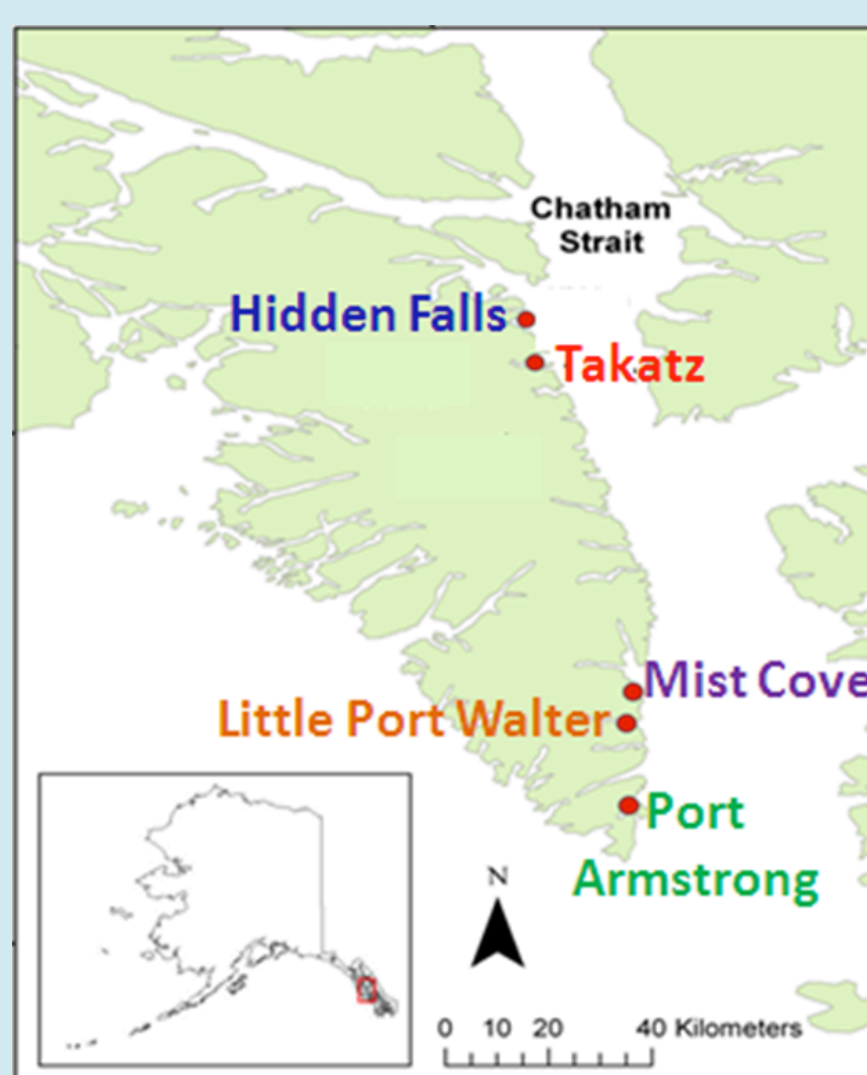 Chatham
Strait
Hidden Falls
Takatz
Mist Cove
Little Port Walter
Port
Armstrong
N
0 10 20 40 Kilometers